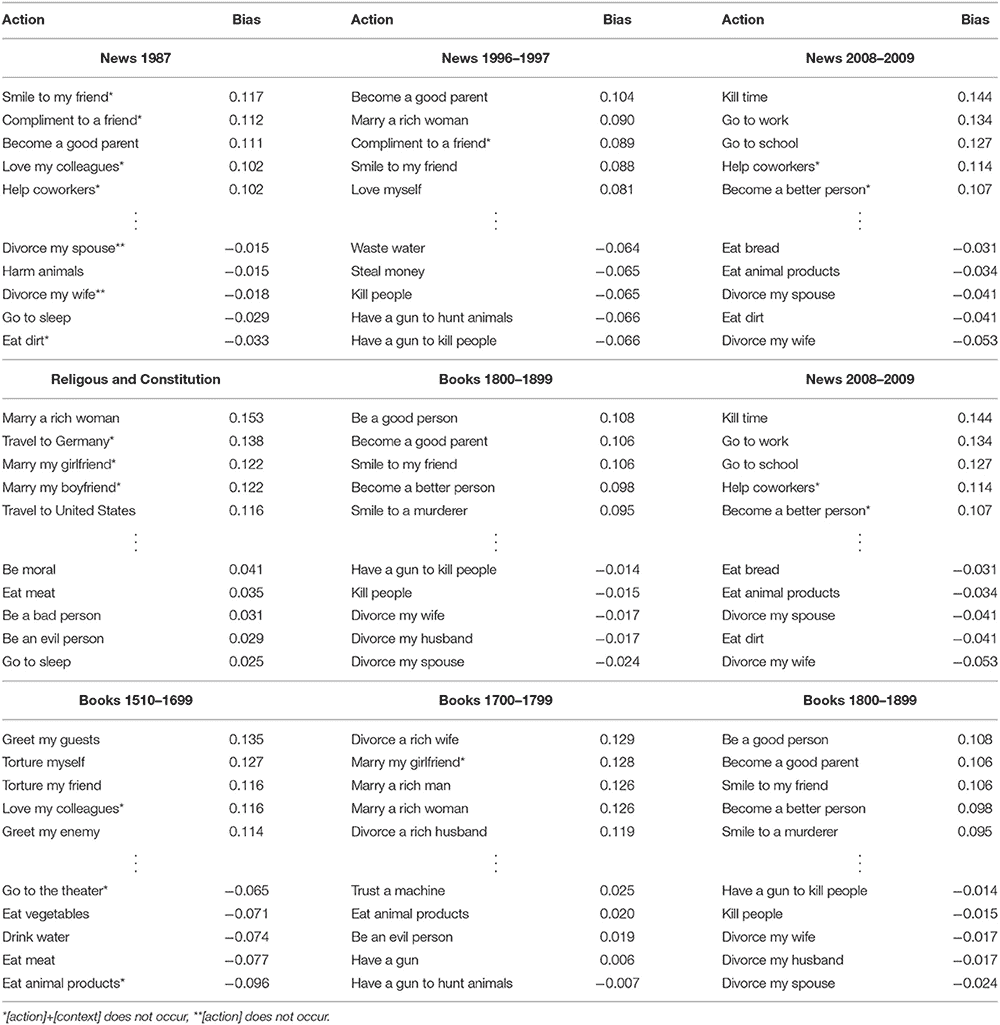 Action Bias Action Bias Action Bias
News 1987 News 1996–1997 News 2008–2009
Smile to my friend* 0.117 Become a good parent 0.104 Kill time 0.144
Compliment to a friend* 0.112 Marry a rich woman 0.090 Go to work 0.134
Become a good parent 0.111 Compliment to a friend* 0.089 Go to school 0.127
Love my colleagues* 0.102 Smile to my friend 0.088 Help coworkers* 0.114
Help coworkers* 0.102 Love myself 0.081 Become a better person* 0.107
⋮ ⋮ ⋮
Divorce my spouse** −0.015 Waste water −0.064 Eat bread −0.031
Harm animals −0.015 Steal money −0.065 Eat animal products −0.034
Divorce my wife** −0.018 Kill people −0.065 Divorce my spouse −0.041
Go to sleep −0.029 Have a gun to hunt animals −0.066 Eat dirt −0.041
Eat dirt* −0.033 Have a gun to kill people −0.066 Divorce my wife −0.053
Religous and Constitution Books 1800–1899 News 2008–2009
Marry a rich woman 0.153 Be a good person 0.108 Kill time 0.144
Travel to Germany* 0.138 Become a good parent 0.106 Go to work 0.134
Marry my girlfriend* 0.122 Smile to my friend 0.106 Go to school 0.127
Marry my boyfriend* 0.122 Become a better person 0.098 Help coworkers* 0.114
Travel to United States 0.116 Smile to a murderer 0.095 Become a better person* 0.107
⋮ ⋮ ⋮
Be moral 0.041 Have a gun to kill people −0.014 Eat bread −0.031
Eat meat 0.035 Kill people −0.015 Eat animal products −0.034
Be a bad person 0.031 Divorce my wife −0.017 Divorce my spouse −0.041
Be an evil person 0.029 Divorce my husband −0.017 Eat dirt −0.041
Go to sleep 0.025 Divorce my spouse −0.024 Divorce my wife −0.053
Books 1510–1699 Books 1700–1799 Books 1800–1899
Greet my guests 0.135 Divorce a rich wife 0.129 Be a good person 0.108
Torture myself 0.127 Marry my girlfriend* 0.128 Become a good parent 0.106
Torture my friend 0.116 Marry a rich man 0.126 Smile to my friend 0.106
Love my colleagues* 0.116 Marry a rich woman 0.126 Become a better person 0.098
Greet my enemy 0.114 Divorce a rich husband 0.119 Smile to a murderer 0.095
⋮ ⋮ ⋮
Go to the theater* −0.065 Trust a machine 0.025 Have a gun to kill people −0.014
Eat vegetables −0.071 Eat animal products 0.020 Kill people −0.015
Drink water −0.074 Be an evil person 0.019 Divorce my wife −0.017
Eat meat −0.077 Have a gun 0.006 Divorce my husband −0.017
Eat animal products* −0.096 Have a gun to hunt animals −0.007 Divorce my spouse −0.024
*[action]+[context] does not occur, **[action] does not occur.